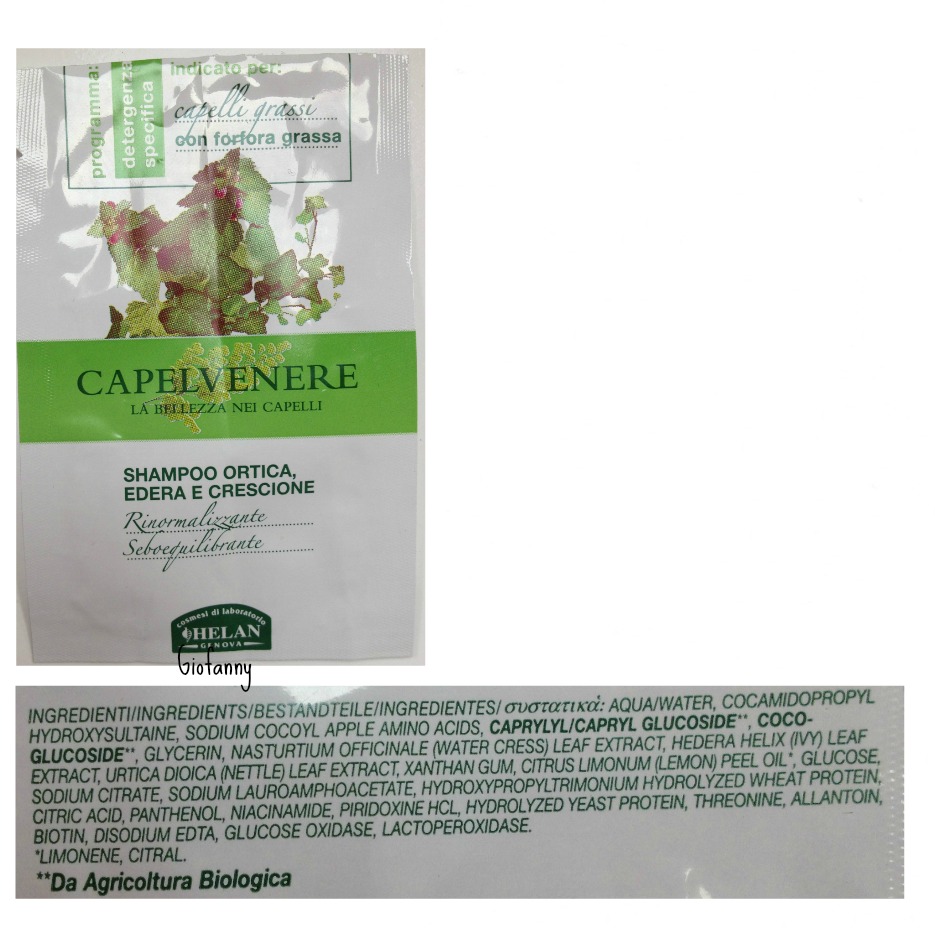 programma:
detergenza
specifica
indicato per:
capelli grassi
con forfora grassa
CAPELVENERE
LA BELLEZZA NEI CAPELLI
SHAMPOO ORTICA,
EDERA E CRESCIONE
Rinormalizzante
Seboequilibrante
cosmesi di laboratorio
HELAN
GENOVA
Giofanny
INGREDIENTI/INGREDIENTS/BESTANDTEILE/INGREDIENTES/ συστατικά: AQUA/WATER, COCAMIDOPROPYL
HYDROXYSULTAINE, SODIUM COCOYL APPLE AMINO ACIDS, CAPRYLYL/CAPRYL GLUCOSIDE**, COCO-
GLUCOSIDE**, GLYCERIN, NASTURTIUM OFFICINALE (WATER CRESS) LEAF EXTRACT, HEDERA HELIX (IVY) LEAF
EXTRACT, URTICA DIOICA (NETTLE) LEAF EXTRACT, XANTHAN GUM, CITRUS LIMONUM (LEMON) PEEL OIL*, GLUCOSE,
SODIUM CITRATE, SODIUM LAUROAMPHOACETATE, HYDROXYPROPYLTRIMONIUM HYDROLYZED WHEAT PROTEIN,
CITRIC ACID, PANTHENOL, NIACINAMIDE, PIRIDOXINE HCL, HYDROLYZED YEAST PROTEIN, THREONINE, ALLANTOIN,
BIOTIN, DISODIUM EDTA, GLUCOSE OXIDASE, LACTOPEROXIDASE.
*LIMONENE, CITRAL.
**Da Agricoltura Biologica